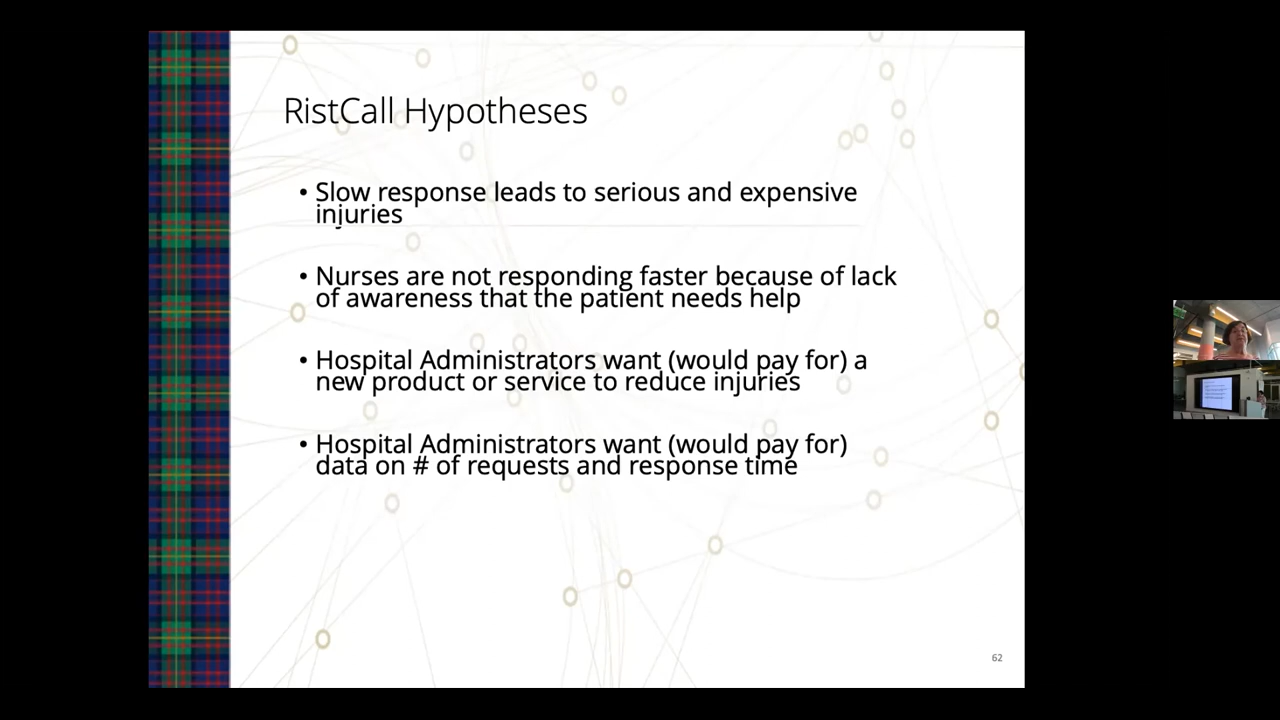 RistCall Hypotheses
• Slow response leads to serious and expensive
injuries
• Nurses are not responding faster because of lack
of awareness that the patient needs help
• Hospital Administrators want (would pay for) a
new product or service to reduce injuries
• Hospital Administrators want (would pay for)
data on # of requests and response time
62